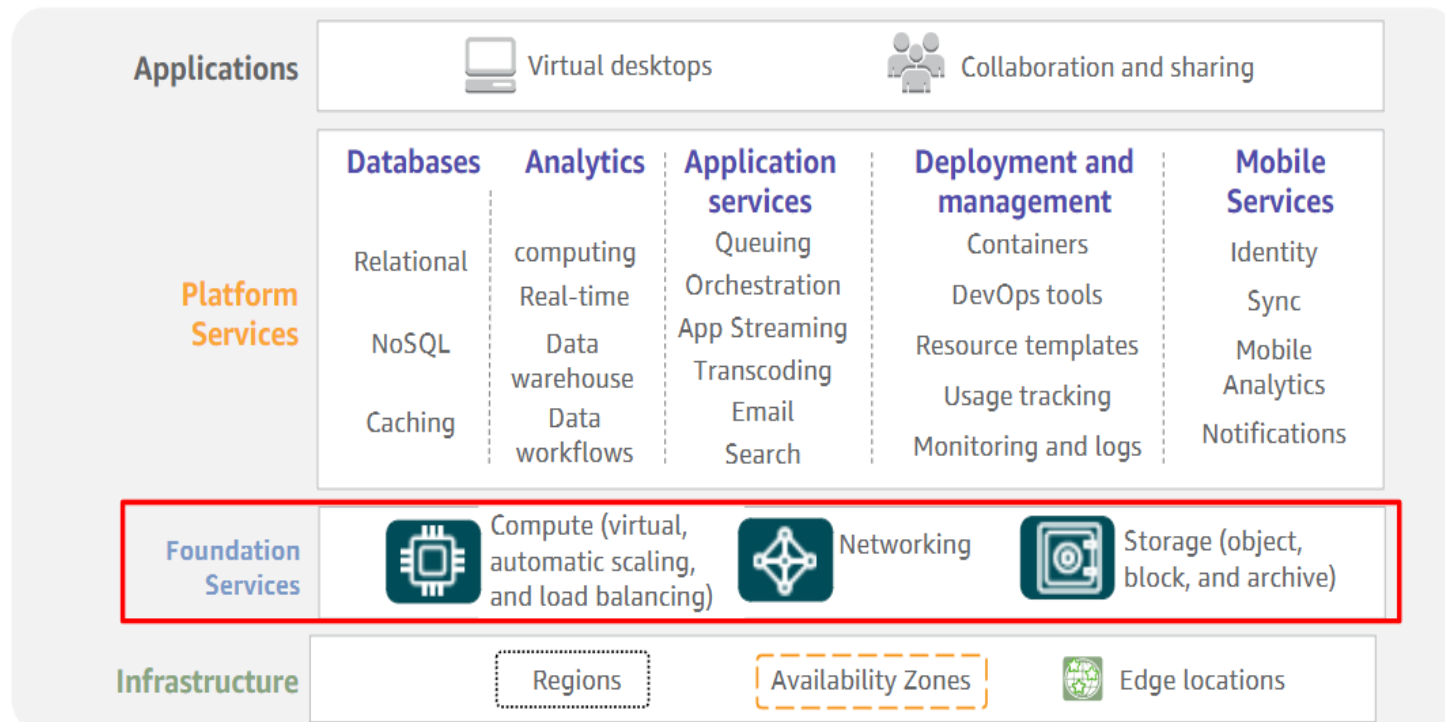 Applications
Virtual desktops
Collaboration and sharing
Platform
Services
Databases
Relational
NoSQL
Caching
Analytics
computing
Real-time
Data
warehouse
Data
workflows
Application
services
Queuing
Orchestration
App Streaming
Transcoding
Email
Search
Deployment and
management
Containers
DevOps tools
Resource templates
Usage tracking
Monitoring and logs
Mobile
Services
Identity
Sync
Mobile
Analytics
Notifications
Foundation
Services
Compute (virtual,
automatic scaling,
and load balancing)
Networking
Storage (object,
block, and archive)
Infrastructure
Regions
Availability Zones
Edge locations